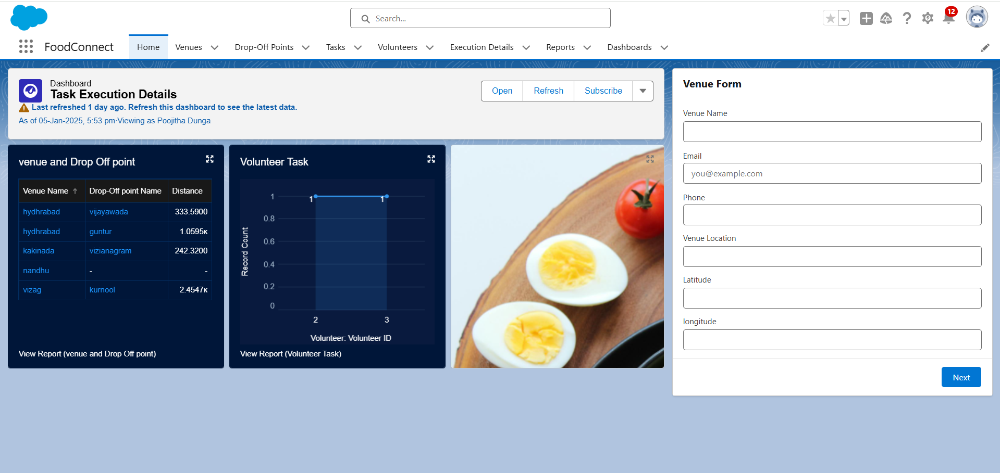 Search...
12
FoodConnect
Home
Venues
Drop-Off Points
Tasks
Volunteers
Execution Details
Reports
Dashboards
Dashboard
Task Execution Details
Last refreshed 1 day ago. Refresh this dashboard to see the latest data.
As of 05-Jan-2025, 5:53 pm·Viewing as Poojitha Dunga
Open
Refresh
Subscribe
venue and Drop Off point
Venue Name ↑ Drop-Off point Name Distance
hydhrabad vijayawada 333.5900
hydhrabad guntur 1.0595K
kakinada vizianagram 242.3200
nandhu - -
vizag kurnool 2.4547K
View Report (venue and Drop Off point)
Volunteer Task
Record Count
1
0.8
0.6
0.4
0.2
0
1 1
2 3
Volunteer: Volunteer ID
View Report (Volunteer Task)
Venue Form
Venue Name
Email
you@example.com
Phone
Venue Location
Latitude
longitude
Next